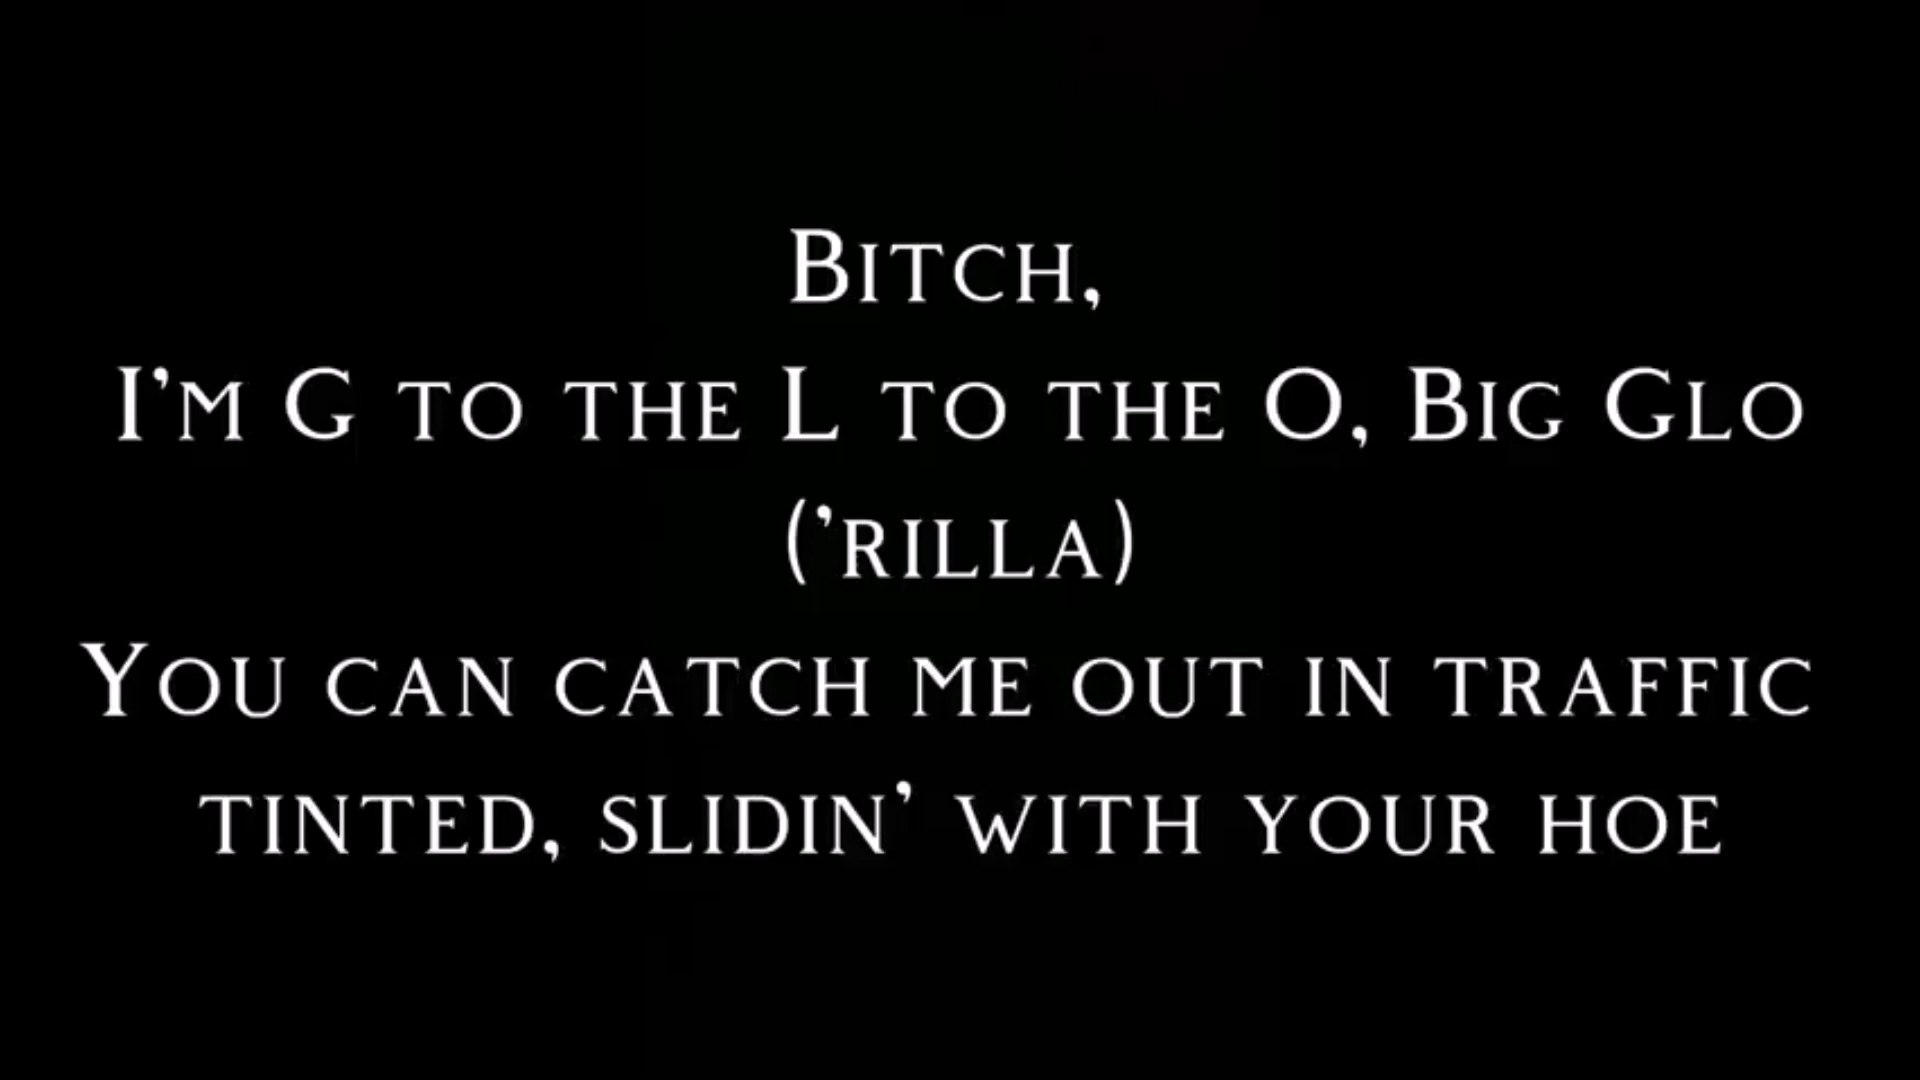 Bitch,
I'm G to the L to the O, Big Glo
('rilla)
You can catch me out in traffic
tinted, slidin' with your hoe